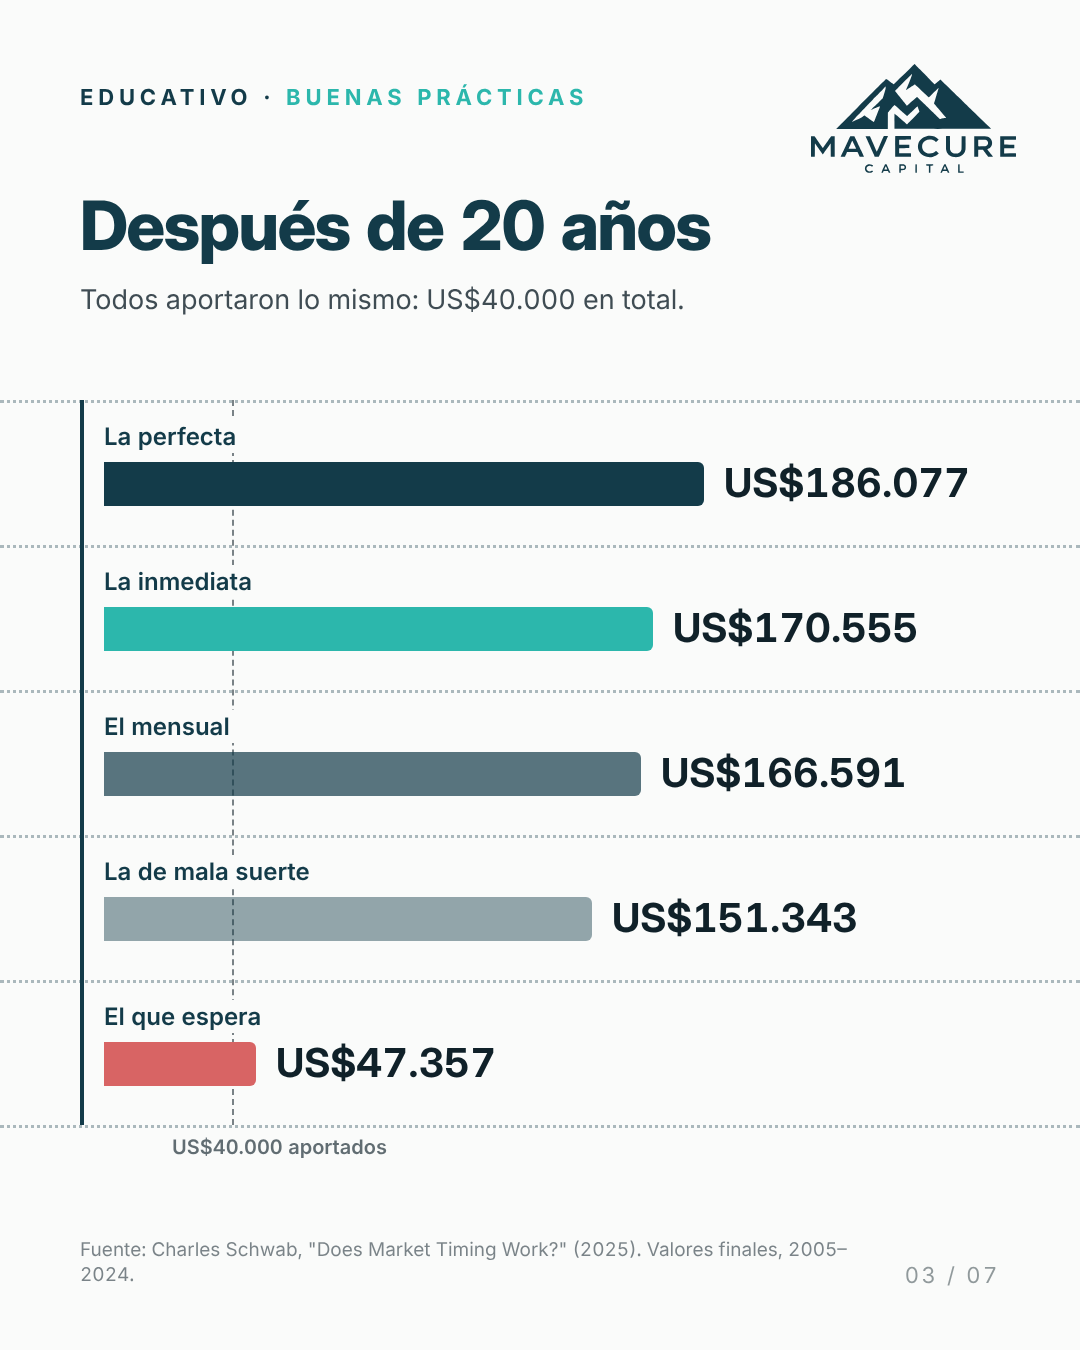 EDUCATIVO · BUENAS PRÁCTICAS
MAVECURE
CAPITAL
Después de 20 años
Todos aportaron lo mismo: US$40.000 en total.
La perfecta
US$186.077
La inmediata
US$170.555
El mensual
US$166.591
La de mala suerte
US$151.343
El que espera
US$47.357
US$40.000 aportados
Fuente: Charles Schwab, "Does Market Timing Work?" (2025). Valores finales, 2005–
2024.
03 / 07